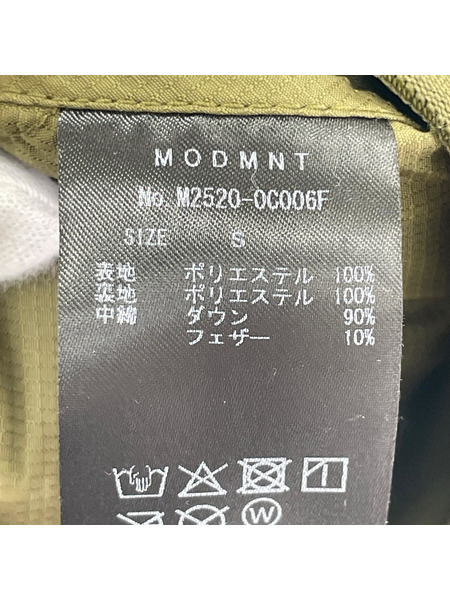 MODMNT
No. M2520-0C006F
SIZE S
表地 ポリエステル 100%
裏地 ポリエステル 100%
中綿 ダウン 90%
フェザー 10%
W